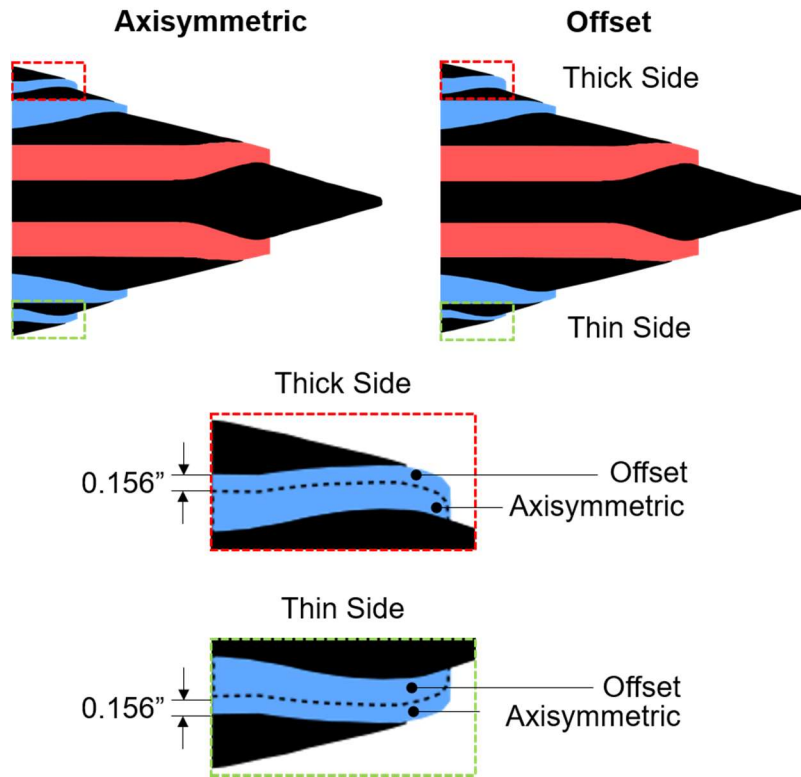 Axisymmetric
Offset
Thick Side
Thin Side
Thick Side
0.156”
Offset
Axisymmetric
Thin Side
0.156”
Offset
Axisymmetric